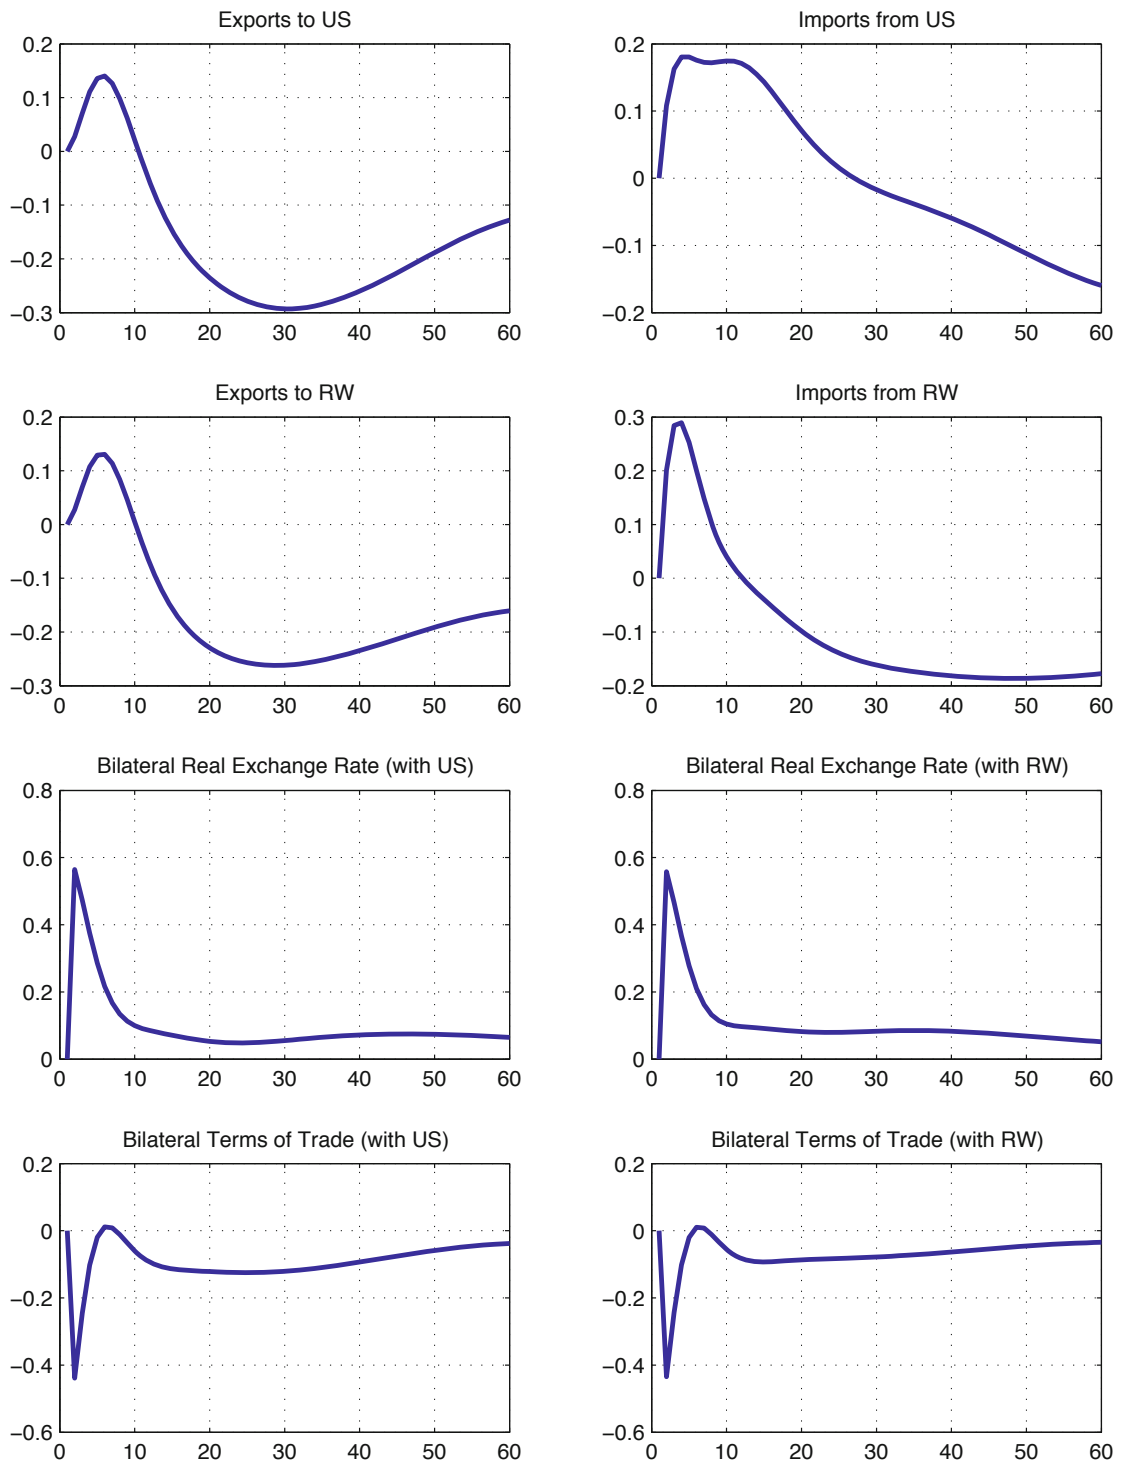 Exports to US
0.2
0.1
0
−0.1
−0.2
−0.3
0 10 20 30 40 50 60
Imports from US
0.2
0.1
0
−0.1
−0.2
0 10 20 30 40 50 60
Exports to RW
0.2
0.1
0
−0.1
−0.2
−0.3
0 10 20 30 40 50 60
Imports from RW
0.3
0.2
0.1
0
−0.1
−0.2
0 10 20 30 40 50 60
Bilateral Real Exchange Rate (with US)
0.8
0.6
0.4
0.2
0
0 10 20 30 40 50 60
Bilateral Real Exchange Rate (with RW)
0.8
0.6
0.4
0.2
0
0 10 20 30 40 50 60
Bilateral Terms of Trade (with US)
0.2
0
−0.2
−0.4
−0.6
0 10 20 30 40 50 60
Bilateral Terms of Trade (with RW)
0.2
0
−0.2
−0.4
−0.6
0 10 20 30 40 50 60